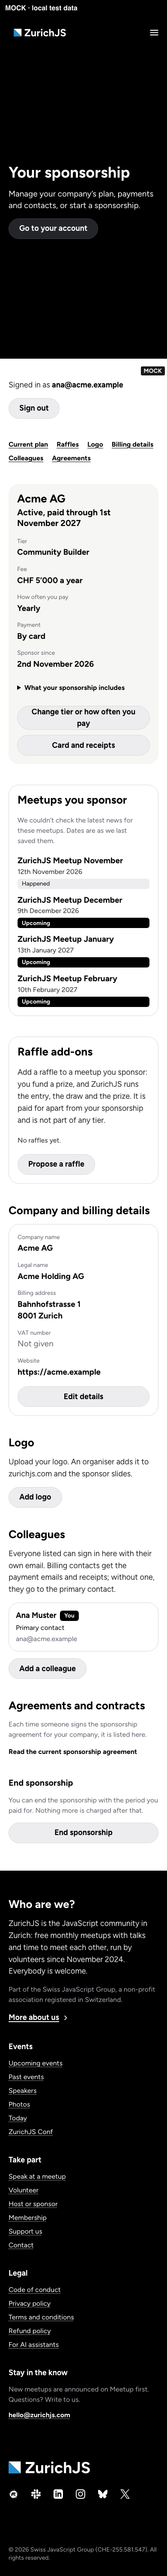 MOCK · local test data
ZurichJS
Your sponsorship
Manage your company's plan, payments
and contacts, or start a sponsorship.
Go to your account
MOCK
Signed in as ana@acme.example
Sign out
Current plan Raffles Logo Billing details
Colleagues Agreements
Acme AG
Active, paid through 1st
November 2027
Tier
Community Builder
Fee
CHF 5'000 a year
How often you pay
Yearly
Payment
By card
Sponsor since
2nd November 2026
What your sponsorship includes
Change tier or how often you
pay
Card and receipts
Meetups you sponsor
We couldn't check the latest news for
these meetups. Dates are as we last
saved them.
ZurichJS Meetup November
12th November 2026
Happened
ZurichJS Meetup December
9th December 2026
Upcoming
ZurichJS Meetup January
13th January 2027
Upcoming
ZurichJS Meetup February
10th February 2027
Upcoming
Raffle add-ons
Add a raffle to a meetup you sponsor:
you fund a prize, and ZurichJS runs
the entry, the draw and the prize. It is
paid for apart from your sponsorship
and is not part of any tier.
No raffles yet.
Propose a raffle
Company and billing details
Company name
Acme AG
Legal name
Acme Holding AG
Billing address
Bahnhofstrasse 1
8001 Zurich
VAT number
Not given
Website
https://acme.example
Edit details
Logo
Upload your logo. An organiser adds it to
zurichjs.com and the sponsor slides.
Add logo
Colleagues
Everyone listed can sign in here with their
own email. Billing contacts get the
payment emails and receipts; without one,
they go to the primary contact.
Ana Muster You
Primary contact
ana@acme.example
Add a colleague
Agreements and contracts
Each time someone signs the sponsorship
agreement for your company, it is listed here.
Read the current sponsorship agreement
End sponsorship
You can end the sponsorship with the period you
paid for. Nothing more is charged after that.
End sponsorship
Who are we?
ZurichJS is the JavaScript community in
Zurich: free monthly meetups with talks
and time to meet each other, run by
volunteers since November 2024.
Everybody is welcome.
Part of the Swiss JavaScript Group, a non-profit
association registered in Switzerland.
More about us
Events
Upcoming events
Past events
Speakers
Photos
Today
ZurichJS Conf
Take part
Speak at a meetup
Volunteer
Host or sponsor
Membership
Support us
Contact
Legal
Code of conduct
Privacy policy
Terms and conditions
Refund policy
For AI assistants
Stay in the know
New meetups are announced on Meetup first.
Questions? Write to us.
hello@zurichjs.com
ZurichJS
© 2026 Swiss JavaScript Group (CHE-255.581.547). All
rights reserved.